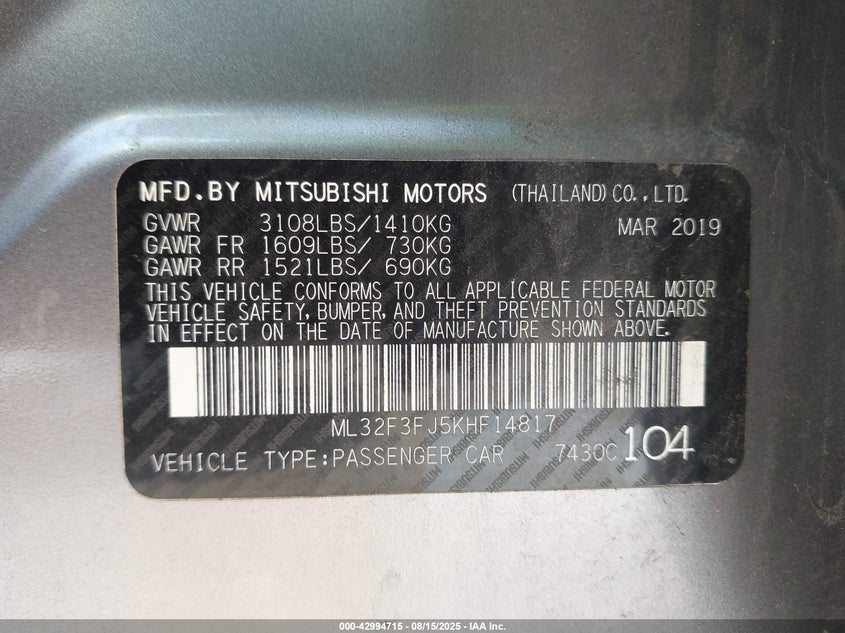 MFD.BY MITSUBISHI MOTORS (THAILAND)CO.,LTD.
GVWR 3108LBS/1410KG MAR 2019
GAWR FR 1609LBS/ 730KG
GAWR RR 1521LBS/ 690KG
THIS VEHICLE CONFORMS TO ALL APPLICABLE FEDERAL MOTOR
VEHICLE SAFETY, BUMPER, AND THEFT PREVENTION STANDARDS
IN EFFECT ON THE DATE OF MANUFACTURE SHOWN ABOVE.
ML32F3FJ5KHF14817
VEHICLE TYPE:PASSENGER CAR 7430C 104
000-42994715 - 08/15/2025 - IAA Inc.